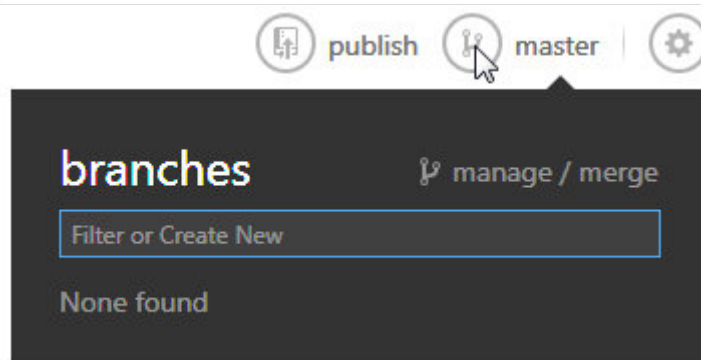 publish master
branches manage / merge
Filter or Create New
None found